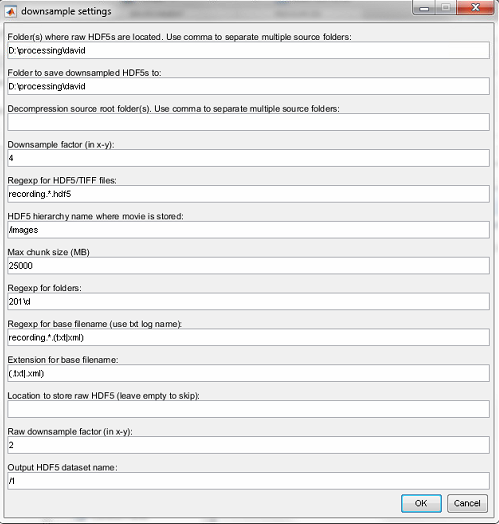 downsample settings
Folder(s) where raw HDF5s are located. Use comma to separate multiple source folders:
D:\processing\david
Folder to save downsampled HDF5s to:
D:\processing\david
Decompression source root folder(s). Use comma to separate multiple source folders:
Downsample factor (in x-y):
4
Regexp for HDF5/TIFF files:
recording.*.hdf5
HDF5 hierarchy name where movie is stored:
/images
Max chunk size (MB)
25000
Regexp for folders:
201\d
Regexp for base filename (use txt log name):
recording.*.(txt|xml)
Extension for base filename:
(.txt|.xml)
Location to store raw HDF5 (leave empty to skip):
Raw downsample factor (in x-y):
2
Output HDF5 dataset name:
/1
OK Cancel